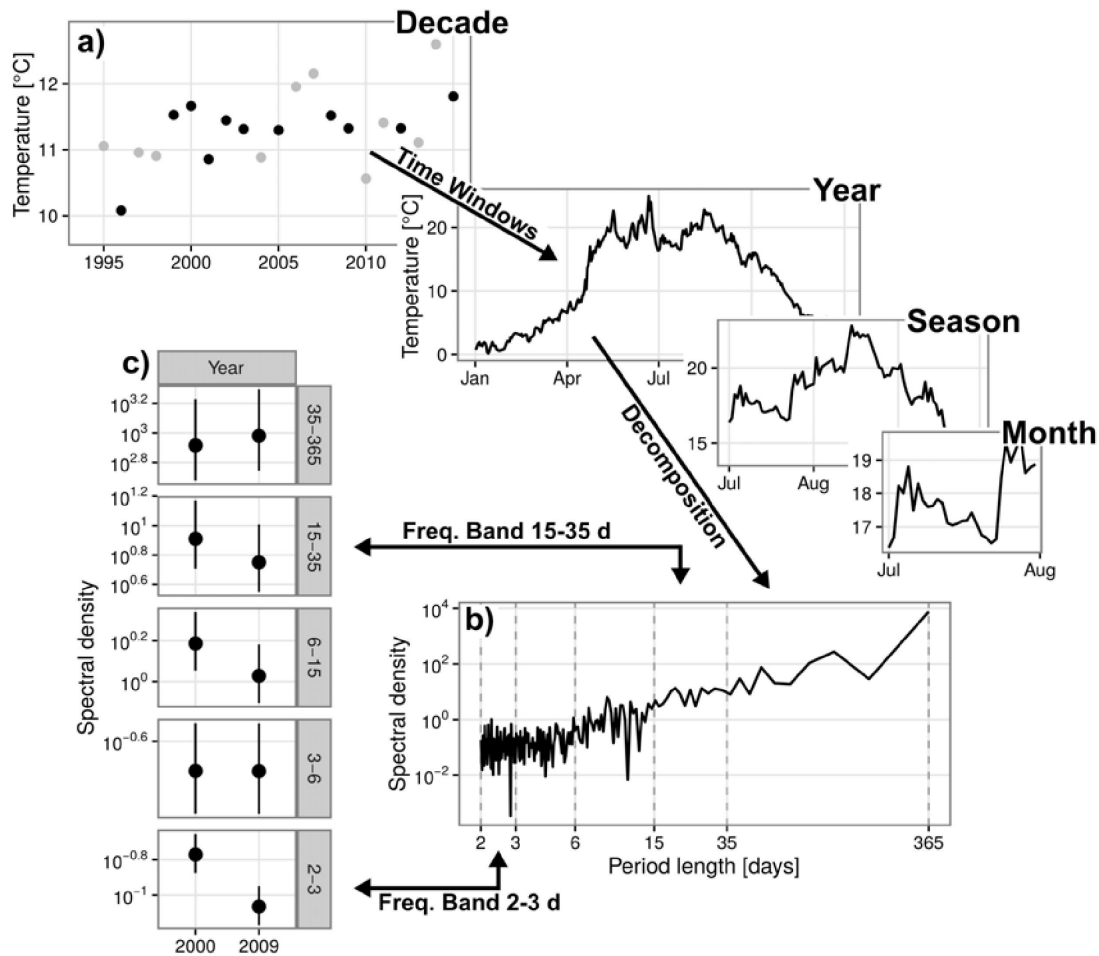 a)
Decade
Temperature [°C]
12
11
10
1995
2000
2005
2010
Time Windows
Year
Temperature [°C]
20
10
0
Jan
Apr
Jul
Season
20
15
Jul
Aug
Month
19
18
17
Jul
Aug
Decomposition
c)
Year
Spectral density
10^3.2
10^3
10^2.8
35−365
10^1.2
10^1
10^0.8
10^0.6
15−35
10^0.2
10^0
6−15
10^−0.6
3−6
10^−0.8
10^−1
2−3
2000
2009
Freq. Band 15-35 d
b)
Spectral density
10^4
10^2
10^0
10^−2
2
3
6
15
35
365
Period length [days]
Freq. Band 2-3 d